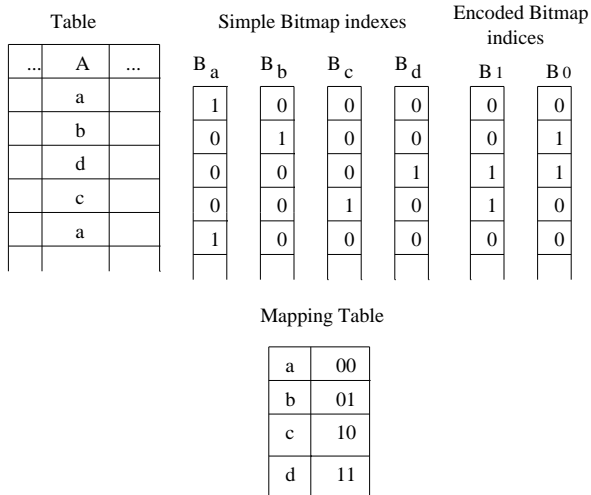 Table Simple Bitmap indexes Encoded Bitmap
indices
... A ... B a B b B c B d B 1 B 0
a 1 0 0 0 0 0
b 0 1 0 0 0 1
d 0 0 0 1 1 1
c 0 0 1 0 1 0
a 1 0 0 0 0 0
Mapping Table
a 00
b 01
c 10
d 11